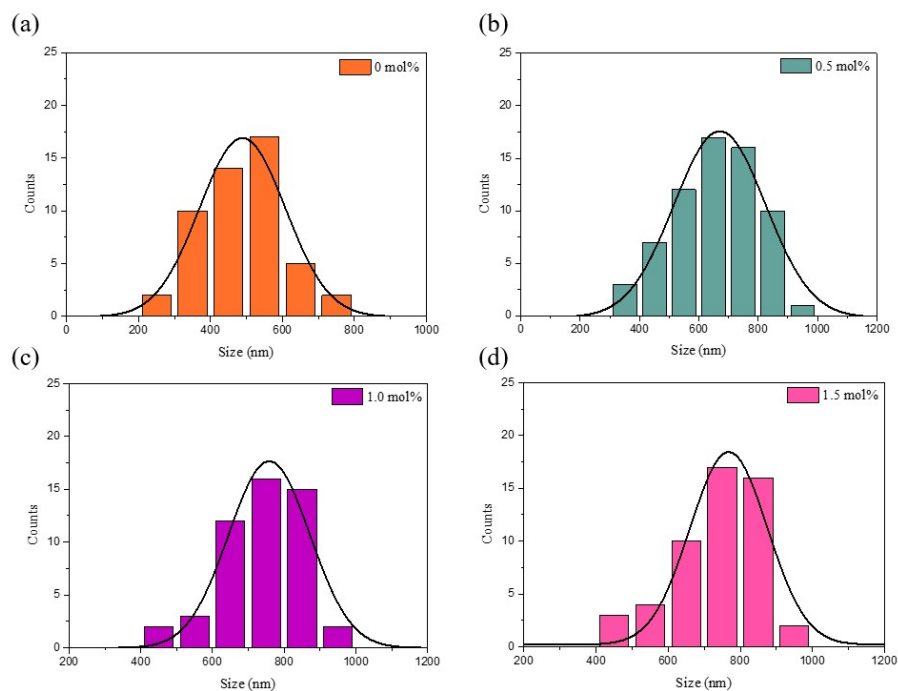 (a)
25
20
15
10
5
0
Counts
0 mol%
0 200 400 600 800 1000
Size (nm)
(b)
25
20
15
10
5
0
Counts
0.5 mol%
0 200 400 600 800 1000 1200
Size (nm)
(c)
25
20
15
10
5
0
Counts
1.0 mol%
200 400 600 800 1000 1200
Size (nm)
(d)
25
20
15
10
5
0
Counts
1.5 mol%
200 400 600 800 1000 1200
Size (nm)